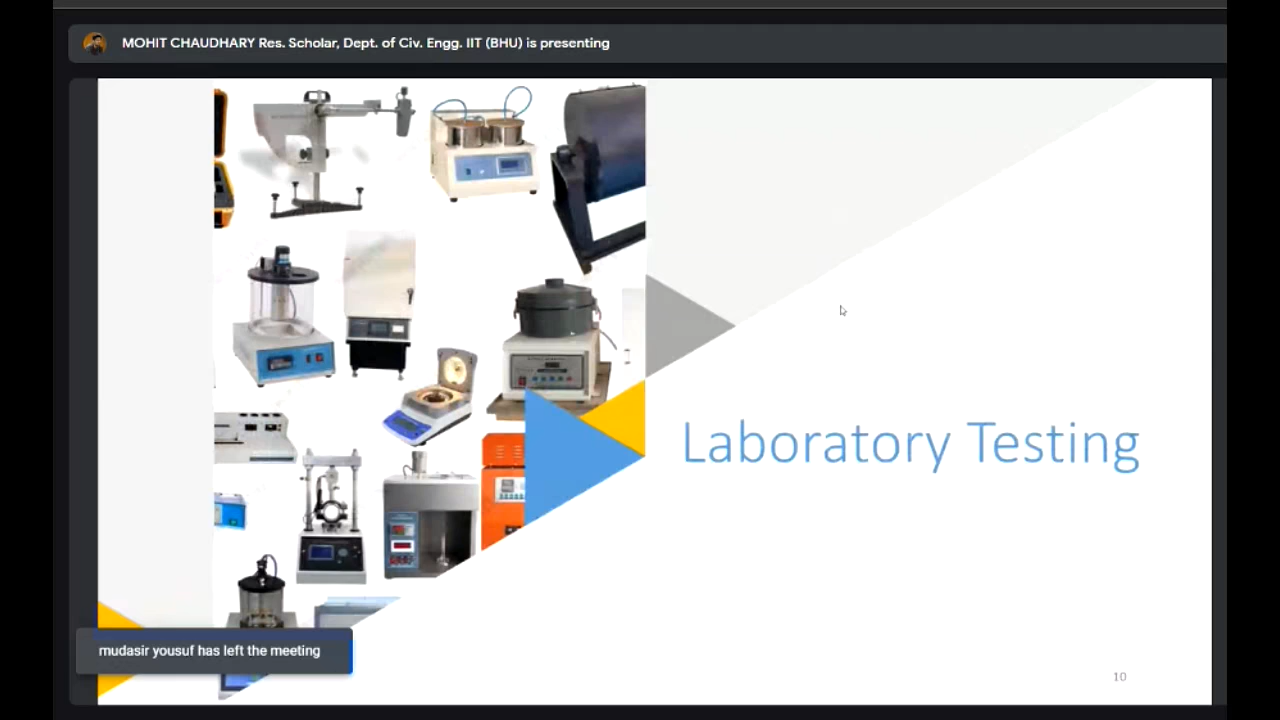 MOHIT CHAUDHARY Res. Scholar, Dept. of Civ. Engg. IIT (BHU) is presenting
Laboratory Testing
mudasir yousuf has left the meeting
10